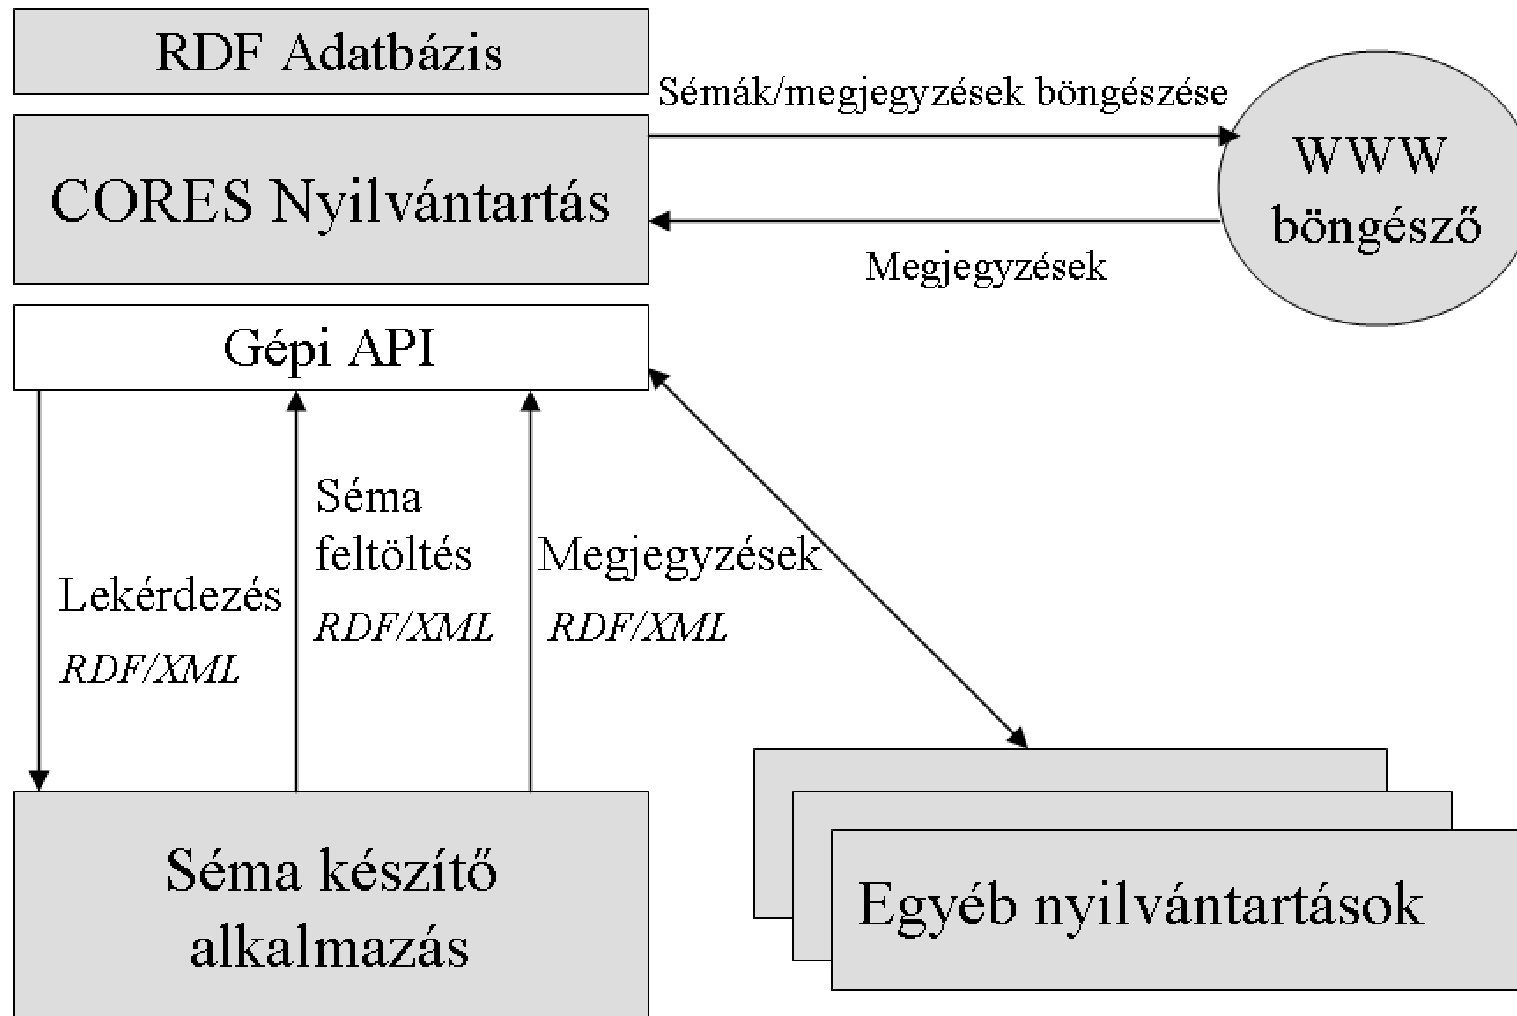 RDF Adatbázis
Sémák/megjegyzések böngészése
CORES Nyilvántartás
WWW
böngésző
Megjegyzések
Gépi API
Lekérdezés
RDF/XML
Séma
feltöltés
RDF/XML
Megjegyzések
RDF/XML
Séma készítő
alkalmazás
Egyéb nyilvántartások